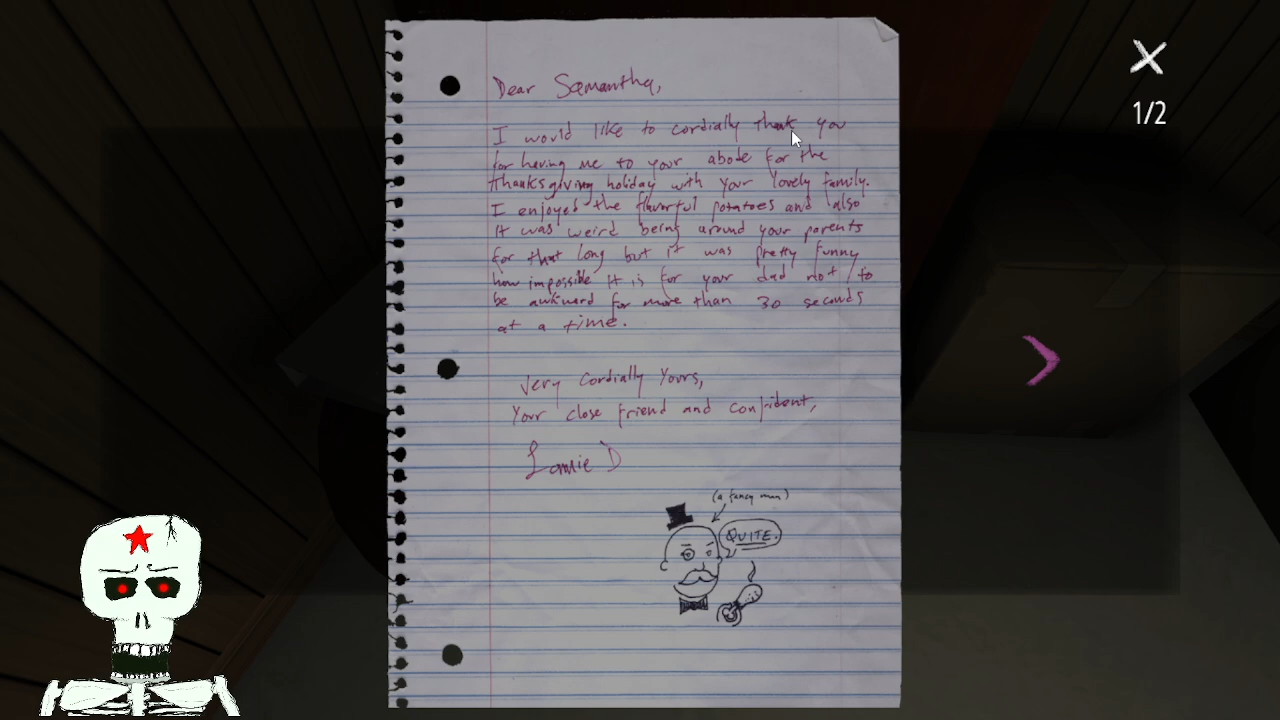 1/2
Dear Samantha,
I would like to cordially thank you
for having me to your abode for the
thanksgiving holiday with your lovely family.
I enjoyed the flavorful potatoes and also
it was weird being around your parents
for that long but it was pretty funny
how impossible it is for your dad not to
be awkward for more than 30 seconds
at a time.
Very Cordially Yours,
Your close friend and confident,
Lonnie D
(a fancy man)
QUITE.